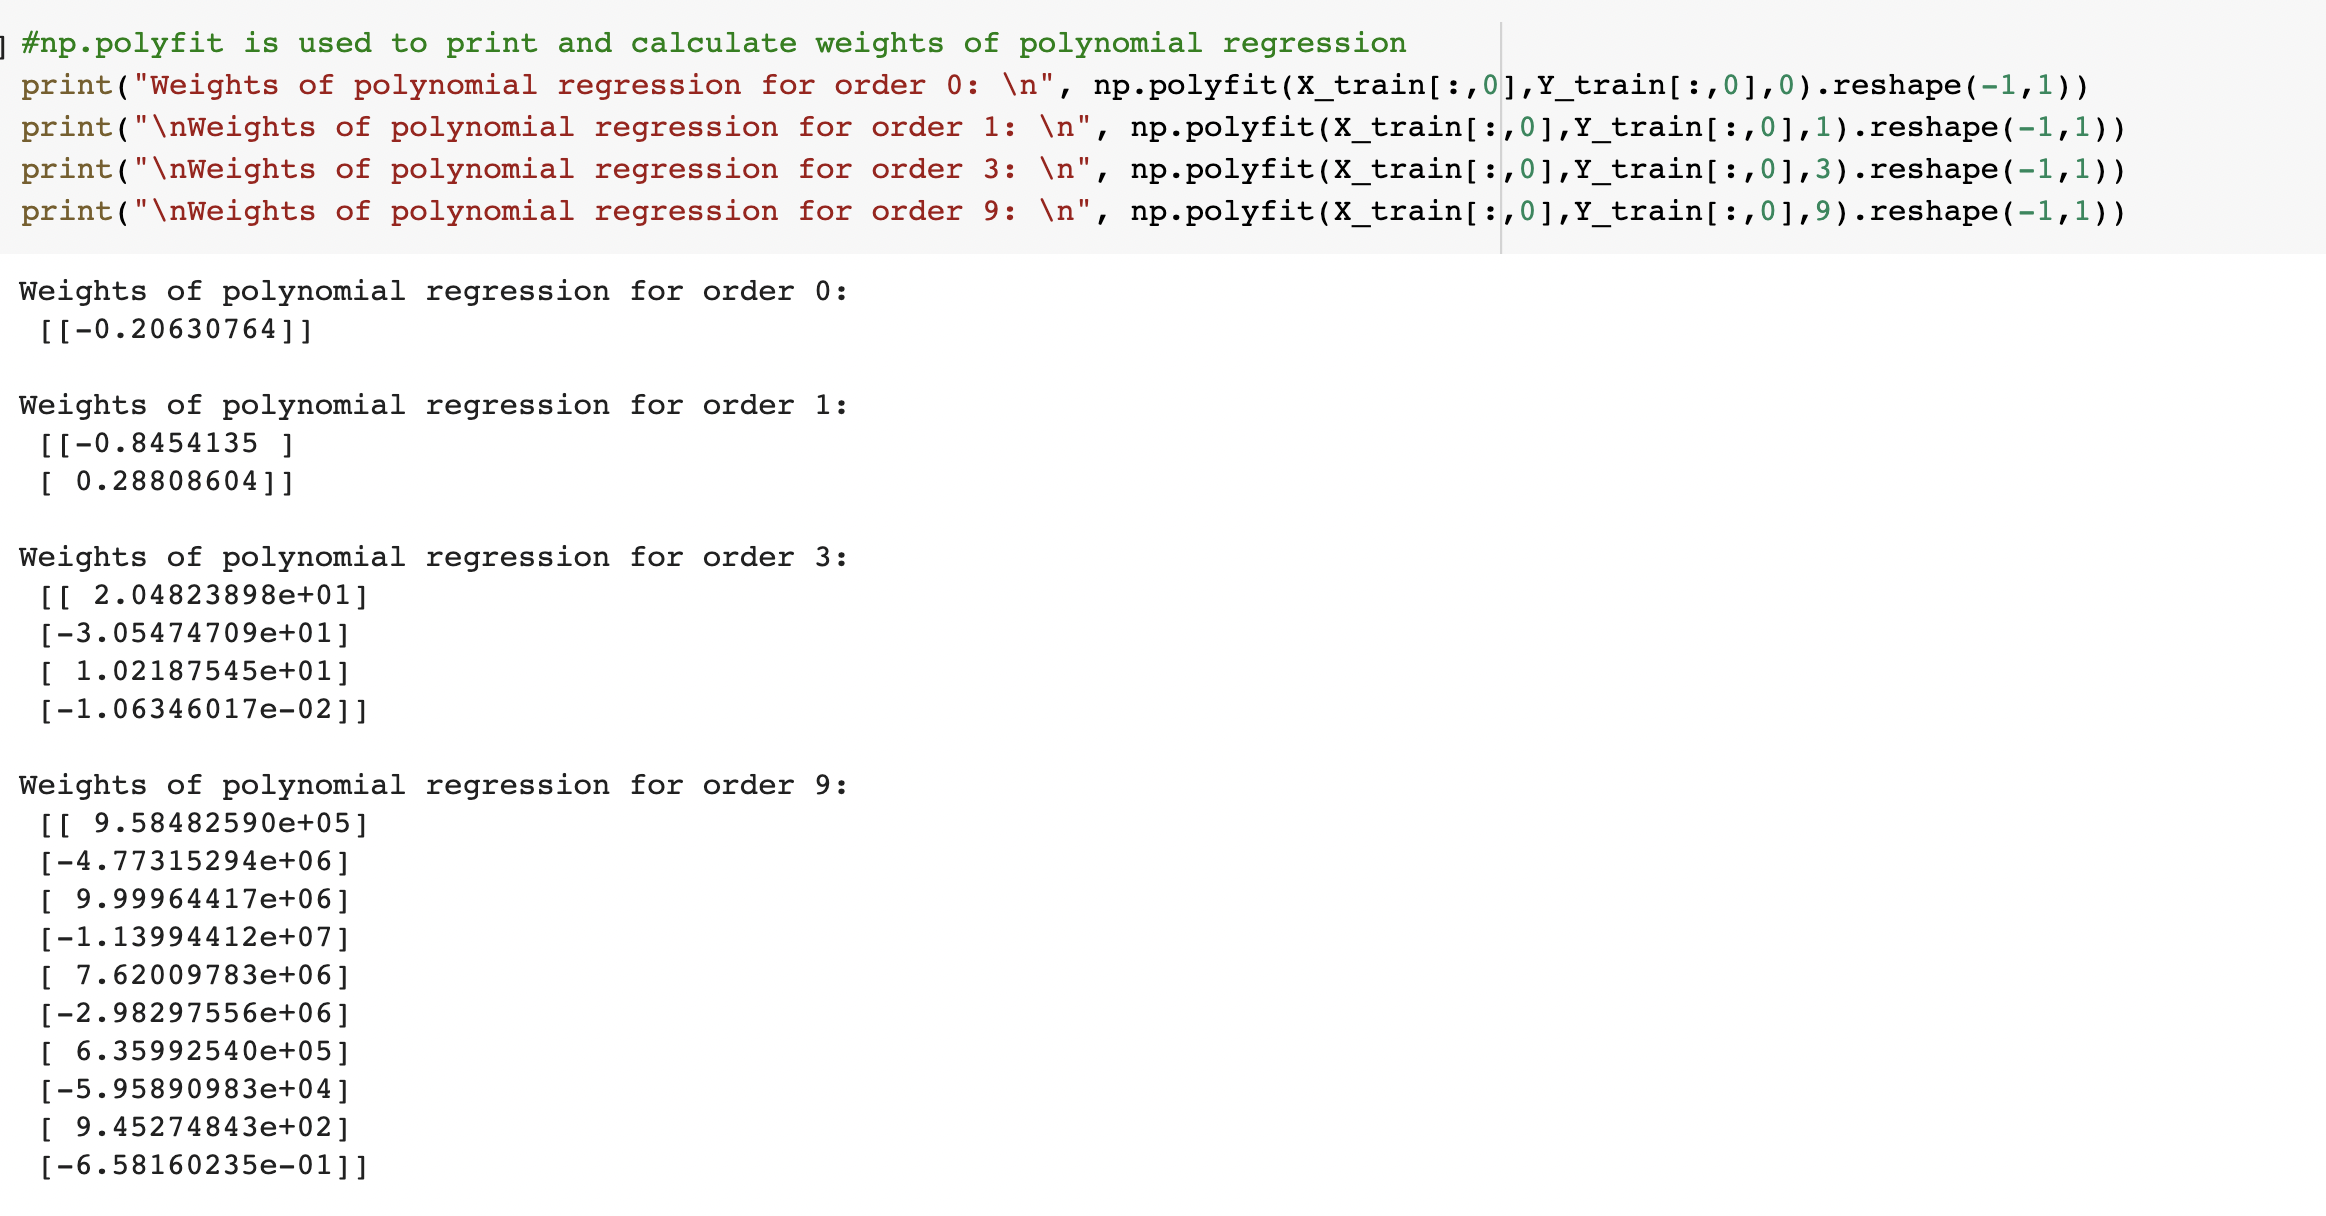 ] #np.polyfit is used to print and calculate weights of polynomial regression
print("Weights of polynomial regression for order 0: \n", np.polyfit(X_train[:,0],Y_train[:,0],0).reshape(-1,1))
print("\nWeights of polynomial regression for order 1: \n", np.polyfit(X_train[:,0],Y_train[:,0],1).reshape(-1,1))
print("\nWeights of polynomial regression for order 3: \n", np.polyfit(X_train[:,0],Y_train[:,0],3).reshape(-1,1))
print("\nWeights of polynomial regression for order 9: \n", np.polyfit(X_train[:,0],Y_train[:,0],9).reshape(-1,1))
Weights of polynomial regression for order 0:
[[-0.20630764]]
Weights of polynomial regression for order 1:
[[-0.8454135 ]
[ 0.28808604]]
Weights of polynomial regression for order 3:
[[ 2.04823898e+01]
[-3.05474709e+01]
[ 1.02187545e+01]
[-1.06346017e-02]]
Weights of polynomial regression for order 9:
[[ 9.58482590e+05]
[-4.77315294e+06]
[ 9.99964417e+06]
[-1.13994412e+07]
[ 7.62009783e+06]
[-2.98297556e+06]
[ 6.35992540e+05]
[-5.95890983e+04]
[ 9.45274843e+02]
[-6.58160235e-01]]